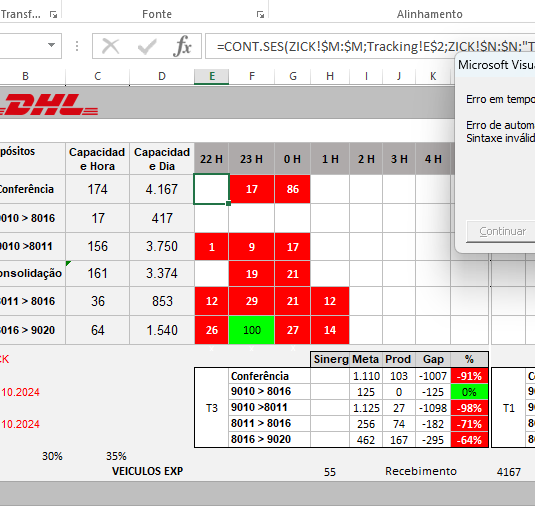 Transf...
Fonte
Alinhamento
fx
=CONT.SES(ZICK!$M:$M;Tracking!E$2;ZICK!$N:$N;"T
Microsoft Visua
Erro em tempo
Erro de autom
Sintaxe inválid
Continuar
B C D E F G H I J K
DHL
pósitos Capacidad e Hora Capacidad e Dia 22 H 23 H 0 H 1 H 2 H 3 H 4 H
Conferência 174 4.167 17 86
9010 > 8016 17 417
9010 >8011 156 3.750 1 9 17
onsolidação 161 3.374 19 21
8011 > 8016 36 853 12 29 21 12
8016 > 9020 64 1.540 26 100 27 14
CK
Sinerg Meta Prod Gap %
Conferência 1.110 103 -1007 -91%
.10.2024 9010 > 8016 125 0 -125 0%
T3 9010 >8011 1.125 27 -1098 -98% T1
.10.2024 8011 > 8016 256 74 -182 -71%
8016 > 9020 462 167 -295 -64%
30% 35%
VEICULOS EXP 55 Recebimento 4167